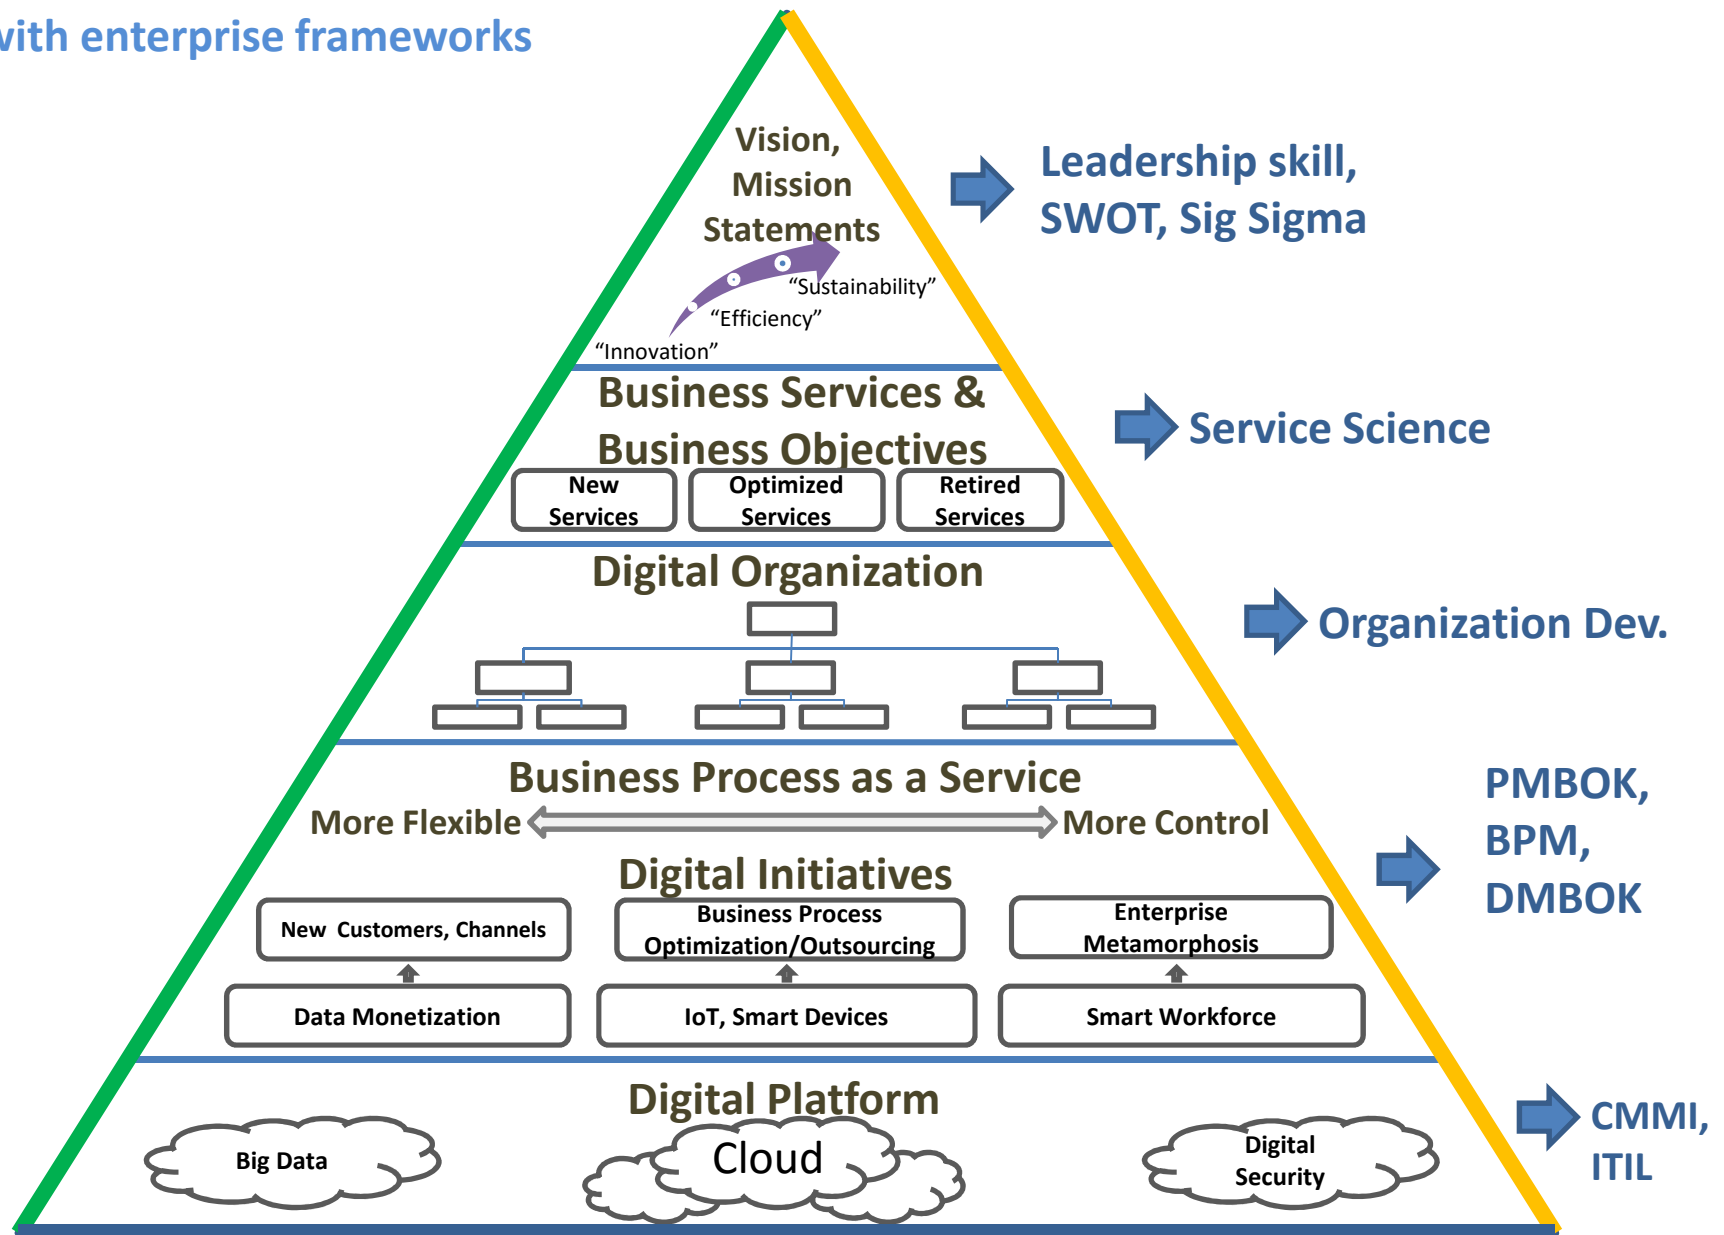 with enterprise frameworks
Vision,
Mission
Statements
“Sustainability”
“Efficiency”
“Innovation”
Leadership skill,
SWOT, Sig Sigma
Business Services &
Business Objectives
New
Services
Optimized
Services
Retired
Services
Service Science
Digital Organization
Organization Dev.
Business Process as a Service
More Flexible
More Control
Digital Initiatives
New Customers, Channels
Business Process
Optimization/Outsourcing
Enterprise
Metamorphosis
Data Monetization
IoT, Smart Devices
Smart Workforce
PMBOK,
BPM,
DMBOK
Digital Platform
Big Data
Cloud
Digital
Security
CMMI,
ITIL